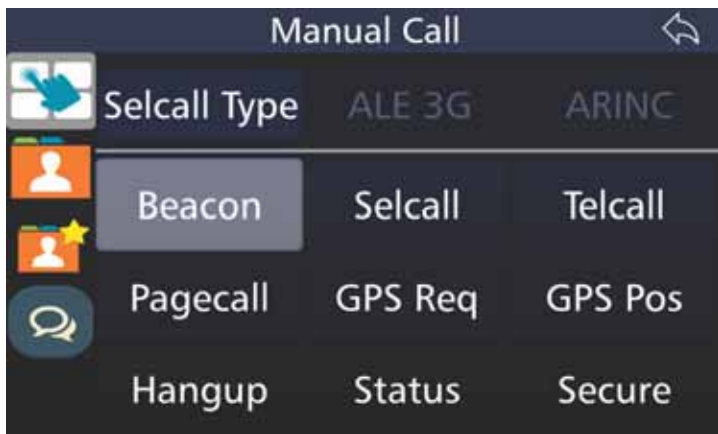 Manual Call
Selcall Type ALE 3G ARINC
Beacon Selcall Telcall
Pagecall GPS Req GPS Pos
Hangup Status Secure